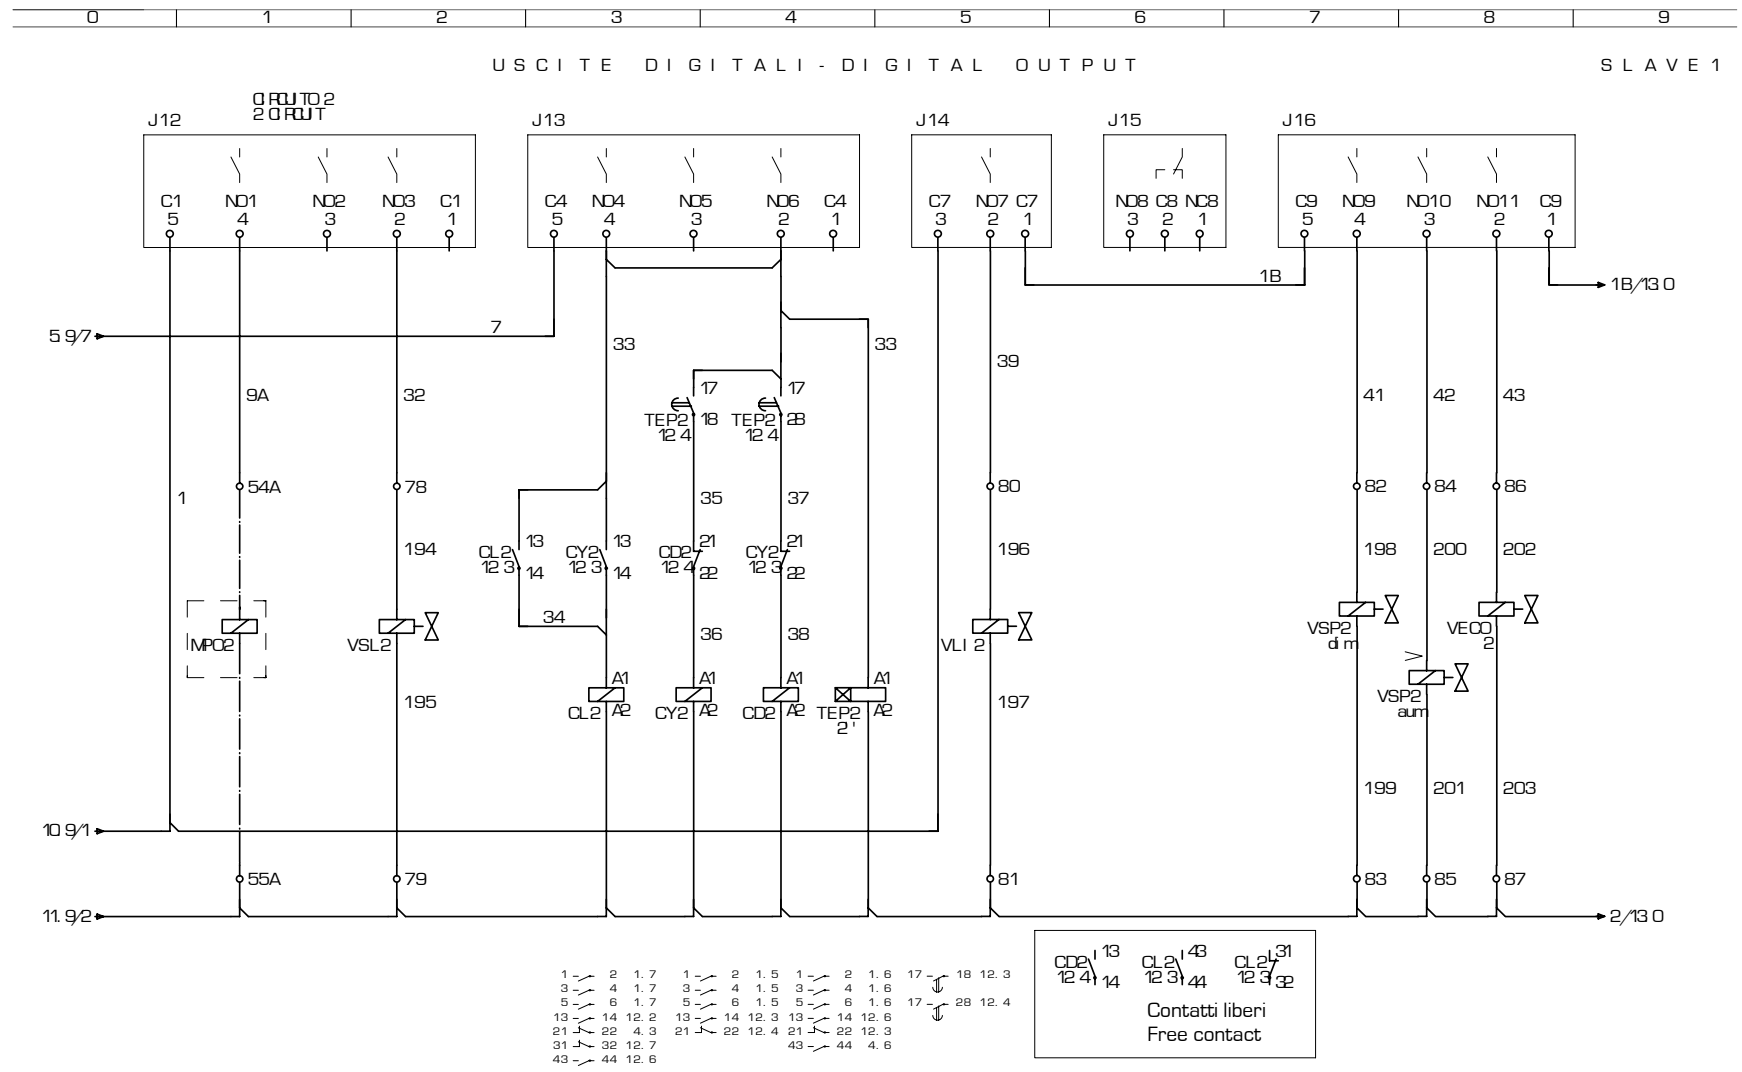 0 1 2 3 4 5 6 7 8 9
USCITE DIGITALI - DIGITAL OUTPUT
SLAVE1
CIRCUITO 2
2 CIRCUIT
J12 J13 J14 J15 J16
C1 NO1 NO2 NO3 C1 C4 NO4 NO5 NO6 C4 C7 NO7 C7 NO8 C8 NC8 C9 NO9 NO10 NO11 C9
5 4 3 2 1 5 4 3 2 1 3 2 1 3 2 1 5 4 3 2 1
1B
1B/13.0
5.9/7
7
33 33
39
9A 32
17 17
41 42 43
TEP2 18 TEP2 28
12.4 12.4
1 54A 78
35 37
80 82 84 86
13 13 21 21
CL2 CY2 CD2 CY2
12.3 14 12.3 14 12.4 22 12.3 22
194 196 198 200 202
34
MPO2 VSL2
36 38
VLI 2
VSP2
dim
VECO
2
A1 A1 A1 A1
CL2 A2 CY2 A2 CD2 A2 TEP2 A2
2'
VSP2
aum
195 197
199 201 203
10.9/1
55A 79 81 83 85 87
11.9/2
2/13.0
13 43 31
CD2 CL2 CL2
12.4 14 12.3 44 12.3 32
Contatti liberi
Free contact
1 2 1.7 1 2 1.5 1 2 1.6 17 18 12.3
3 4 1.7 3 4 1.5 3 4 1.6
5 6 1.7 5 6 1.5 5 6 1.6 17 28 12.4
13 14 12.2 13 14 12.3 13 14 12.6
21 22 4.3 21 22 12.4 21 22 12.3
31 32 12.7 43 44 4.6
43 44 12.6